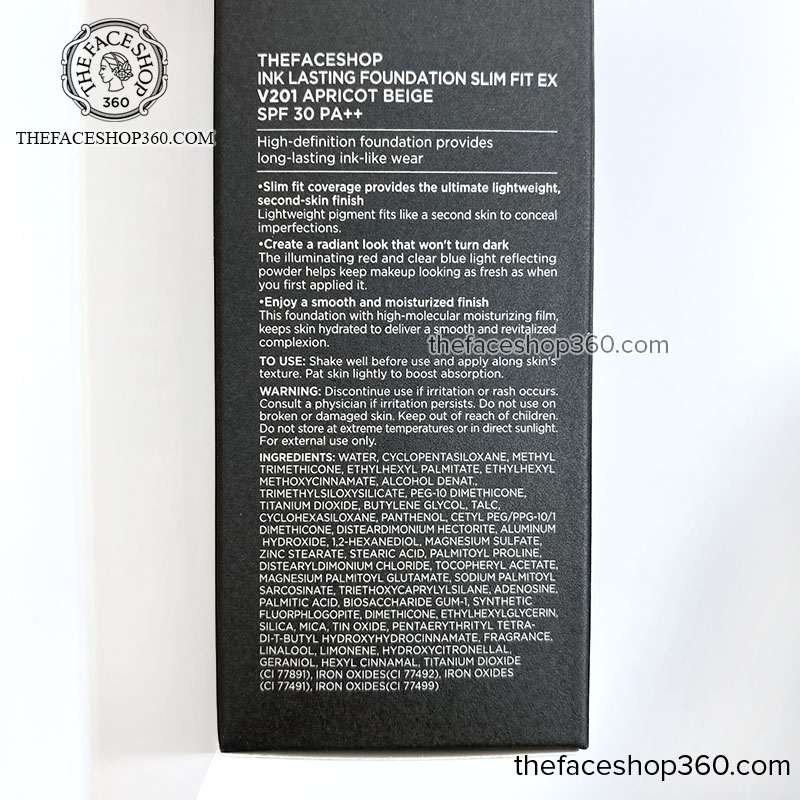 THE FACE SHOP
360
THEFACESHOP360.COM
THEFACESHOP
INK LASTING FOUNDATION SLIM FIT EX
V201 APRICOT BEIGE
SPF 30 PA++
High-definition foundation provides
long-lasting ink-like wear
•Slim fit coverage provides the ultimate lightweight,
second-skin finish
Lightweight pigment fits like a second skin to conceal
imperfections.
•Create a radiant look that won't turn dark
The illuminating red and clear blue light reflecting
powder helps keep makeup looking as fresh as when
you first applied it.
•Enjoy a smooth and moisturized finish
This foundation with high-molecular moisturizing film,
keeps skin hydrated to deliver a smooth and revitalized
complexion.
thefaceshop360.com
TO USE: Shake well before use and apply along skin's
texture. Pat skin lightly to boost absorption.
WARNING: Discontinue use if irritation or rash occurs.
Consult a physician if irritation persists. Do not use on
broken or damaged skin. Keep out of reach of children.
Do not store at extreme temperatures or in direct sunlight.
For external use only.
INGREDIENTS: WATER, CYCLOPENTASILOXANE, METHYL
TRIMETHICONE, ETHYLHEXYL PALMITATE, ETHYLHEXYL
METHOXYCINNAMATE, ALCOHOL DENAT.,
TRIMETHYLSILOXYSILICATE, PEG-10 DIMETHICONE,
TITANIUM DIOXIDE, BUTYLENE GLYCOL, TALC,
CYCLOHEXASILOXANE, PANTHENOL, CETYL PEG/PPG-10/1
DIMETHICONE, DISTEARDIMONIUM HECTORITE, ALUMINUM
HYDROXIDE, 1,2-HEXANEDIOL, MAGNESIUM SULFATE,
ZINC STEARATE, STEARIC ACID, PALMITOYL PROLINE,
DISTEARYLDIMONIUM CHLORIDE, TOCOPHERYL ACETATE,
MAGNESIUM PALMITOYL GLUTAMATE, SODIUM PALMITOYL
SARCOSINATE, TRIETHOXYCAPRYLYLSILANE, ADENOSINE,
PALMITIC ACID, BIOSACCHARIDE GUM-1, SYNTHETIC
FLUORPHLOGOPITE, DIMETHICONE, ETHYLHEXYLGLYCERIN,
SILICA, MICA, TIN OXIDE, PENTAERYTHRITYL TETRA-
DI-T-BUTYL HYDROXYHYDROCINNAMATE, FRAGRANCE,
LINALOOL, LIMONENE, HYDROXYCITRONELLAL,
GERANIOL, HEXYL CINNAMAL, TITANIUM DIOXIDE
(CI 77891), IRON OXIDES(CI 77492), IRON OXIDES
(CI 77491), IRON OXIDES(CI 77499)
thefaceshop360.com